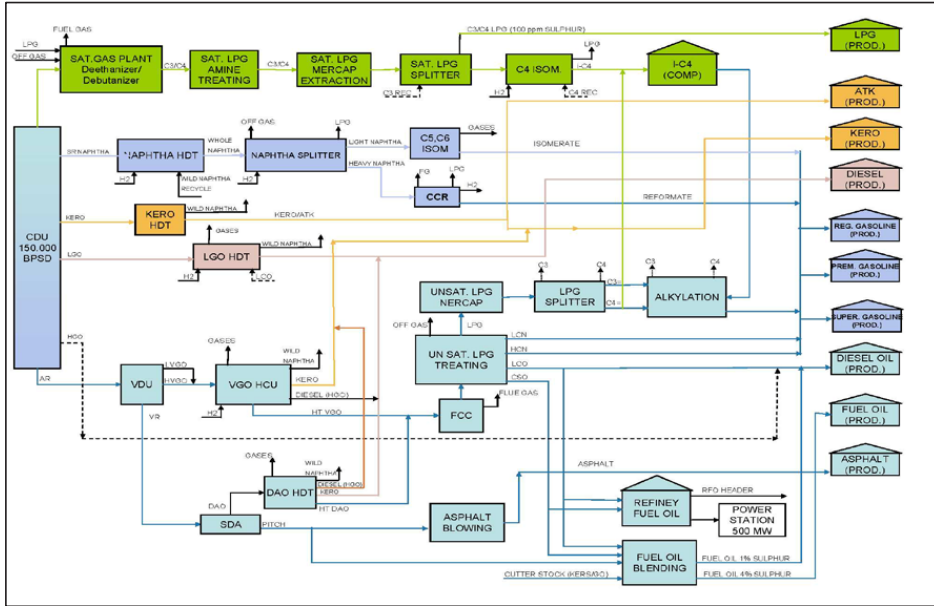 FUEL GAS
LPG
OFF GAS
SAT.GAS PLANT
Deethanizer/
Debutanizer
C3/C4
SAT. LPG
AMINE
TREATING
C3/C4
SAT. LPG
MERCAP
EXTRACTION
SAT. LPG
SPLITTER
C3 REC
C3/C4 LPG (100 ppm SULPHUR)
H2
C4 ISOM.
LPG
I-C4
C4 REC
I-C4
(COMP)
LPG
(PROD.)
ATK
(PROD.)
KERO
(PROD.)
DIESEL
(PROD.)
REG. GASOLINE
(PROD.)
PREM. GASOLINE
(PROD.)
SUPER. GASOLINE
(PROD.)
DIESEL OIL
(PROD.)
FUEL OIL
(PROD.)
ASPHALT
(PROD.)
CDU
150.000
BPSD
SR NAPHTHA
NAPHTHA HDT
H2
WILD NAPHTHA
RECYCLE
WHOLE
NAPHTHA
OFF GAS
LPG
NAPHTHA SPLITTER
H2
LIGHT NAPHTHA
HEAVY NAPHTHA
C5,C6
ISOM
GASES
ISOMERATE
FG
LPG
H2
CCR
REFORMATE
KERO
KERO
HDT
H2
WILD NAPHTHA
KERO/ATK
LGO
GASES
LGO HDT
WILD NAPHTHA
H2
LCO
HGO
AR
VDU
LVGO
HVGO
VR
GASES
VGO HCU
H2
WILD
NAPHTHA
KERO
DIESEL (HGO)
HT VGO
UNSAT. LPG
NERCAP
OFF GAS
LPG
UN SAT. LPG
TREATING
FCC
FLUE GAS
C3
C4
LPG
SPLITTER
C3=
C4=
C3
C4
ALKYLATION
LCN
HCN
LCO
CSO
GASES
DAO HDT
WILD
NAPHTHA
DIESEL (HGO)
KERO
HT DAO
DAO
SDA
PITCH
ASPHALT
BLOWING
ASPHALT
REFINEY
FUEL OIL
RFO HEADER
POWER
STATION
500 MW
FUEL OIL
BLENDING
CUTTER STOCK (KERS/GO)
FUEL OIL 1% SULPHUR
FUEL OIL 4% SULPHUR